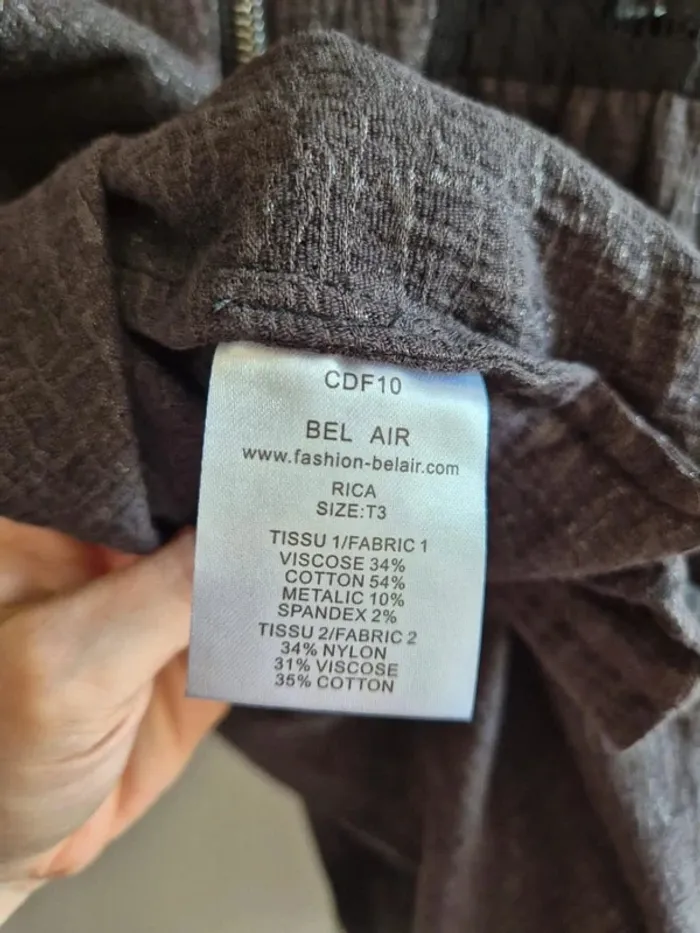 CDF10
BEL AIR
www.fashion-belair.com
RICA
SIZE:T3
TISSU 1/FABRIC 1
VISCOSE 34%
COTTON 54%
METALIC 10%
SPANDEX 2%
TISSU 2/FABRIC 2
34% NYLON
31% VISCOSE
35% COTTON